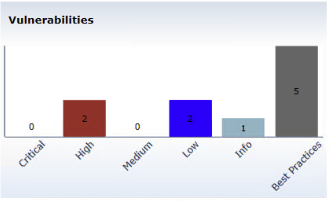 Vulnerabilities
0
2
0
2
1
5
Critical
High
Medium
Low
Info
Best Practices